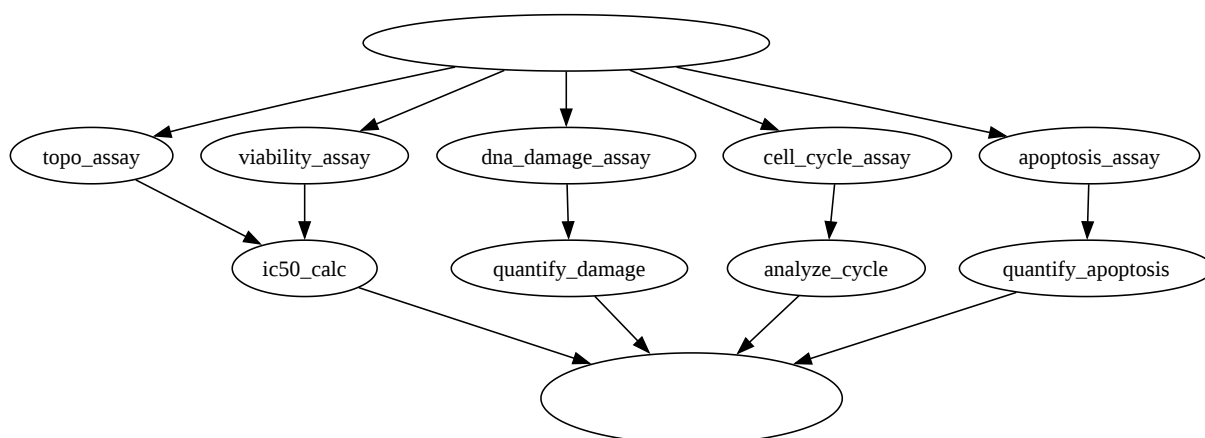 topo_assay
viability_assay
dna_damage_assay
cell_cycle_assay
apoptosis_assay
ic50_calc
quantify_damage
analyze_cycle
quantify_apoptosis